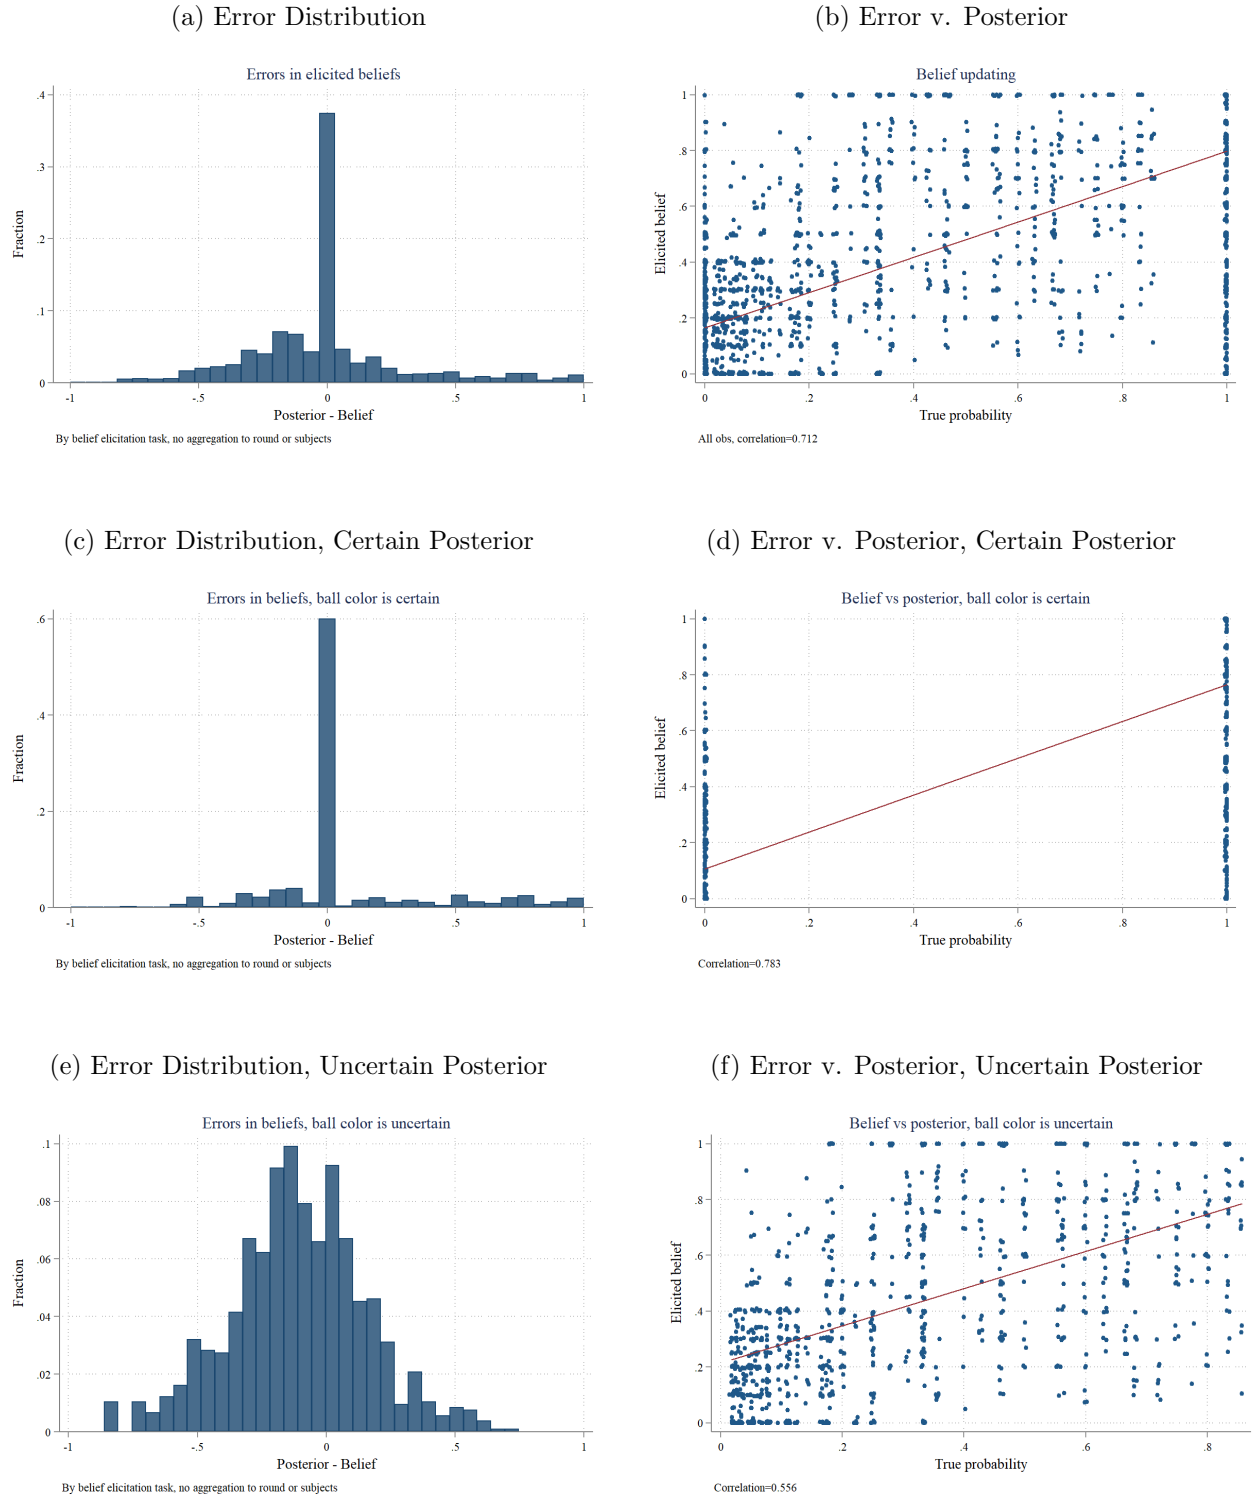 (a) Error Distribution
Errors in elicited beliefs
.4
.3
.2
.1
0
Fraction
-1
-.5
0
.5
1
Posterior - Belief
By belief elicitation task, no aggregation to round or subjects
(b) Error v. Posterior
Belief updating
1
.8
.6
.4
.2
0
Elicited belief
0
.2
.4
.6
.8
1
True probability
All obs, correlation=0.712
(c) Error Distribution, Certain Posterior
Errors in beliefs, ball color is certain
.6
.4
.2
0
Fraction
-1
-.5
0
.5
1
Posterior - Belief
By belief elicitation task, no aggregation to round or subjects
(d) Error v. Posterior, Certain Posterior
Belief vs posterior, ball color is certain
1
.8
.6
.4
.2
0
Elicited belief
0
.2
.4
.6
.8
1
True probability
Correlation=0.783
(e) Error Distribution, Uncertain Posterior
Errors in beliefs, ball color is uncertain
.1
.08
.06
.04
.02
0
Fraction
-1
-.5
0
.5
1
Posterior - Belief
By belief elicitation task, no aggregation to round or subjects
(f) Error v. Posterior, Uncertain Posterior
Belief vs posterior, ball color is uncertain
1
.8
.6
.4
.2
0
Elicited belief
0
.2
.4
.6
.8
True probability
Correlation=0.556